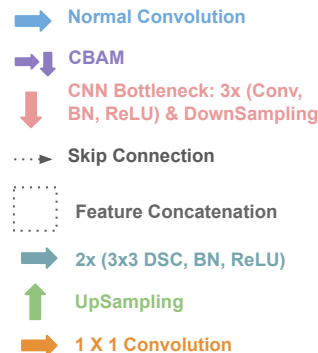 Normal Convolution
CBAM
CNN Bottleneck: 3x (Conv,
BN, ReLU) & DownSampling
Skip Connection
Feature Concatenation
2x (3x3 DSC, BN, ReLU)
UpSampling
1 X 1 Convolution